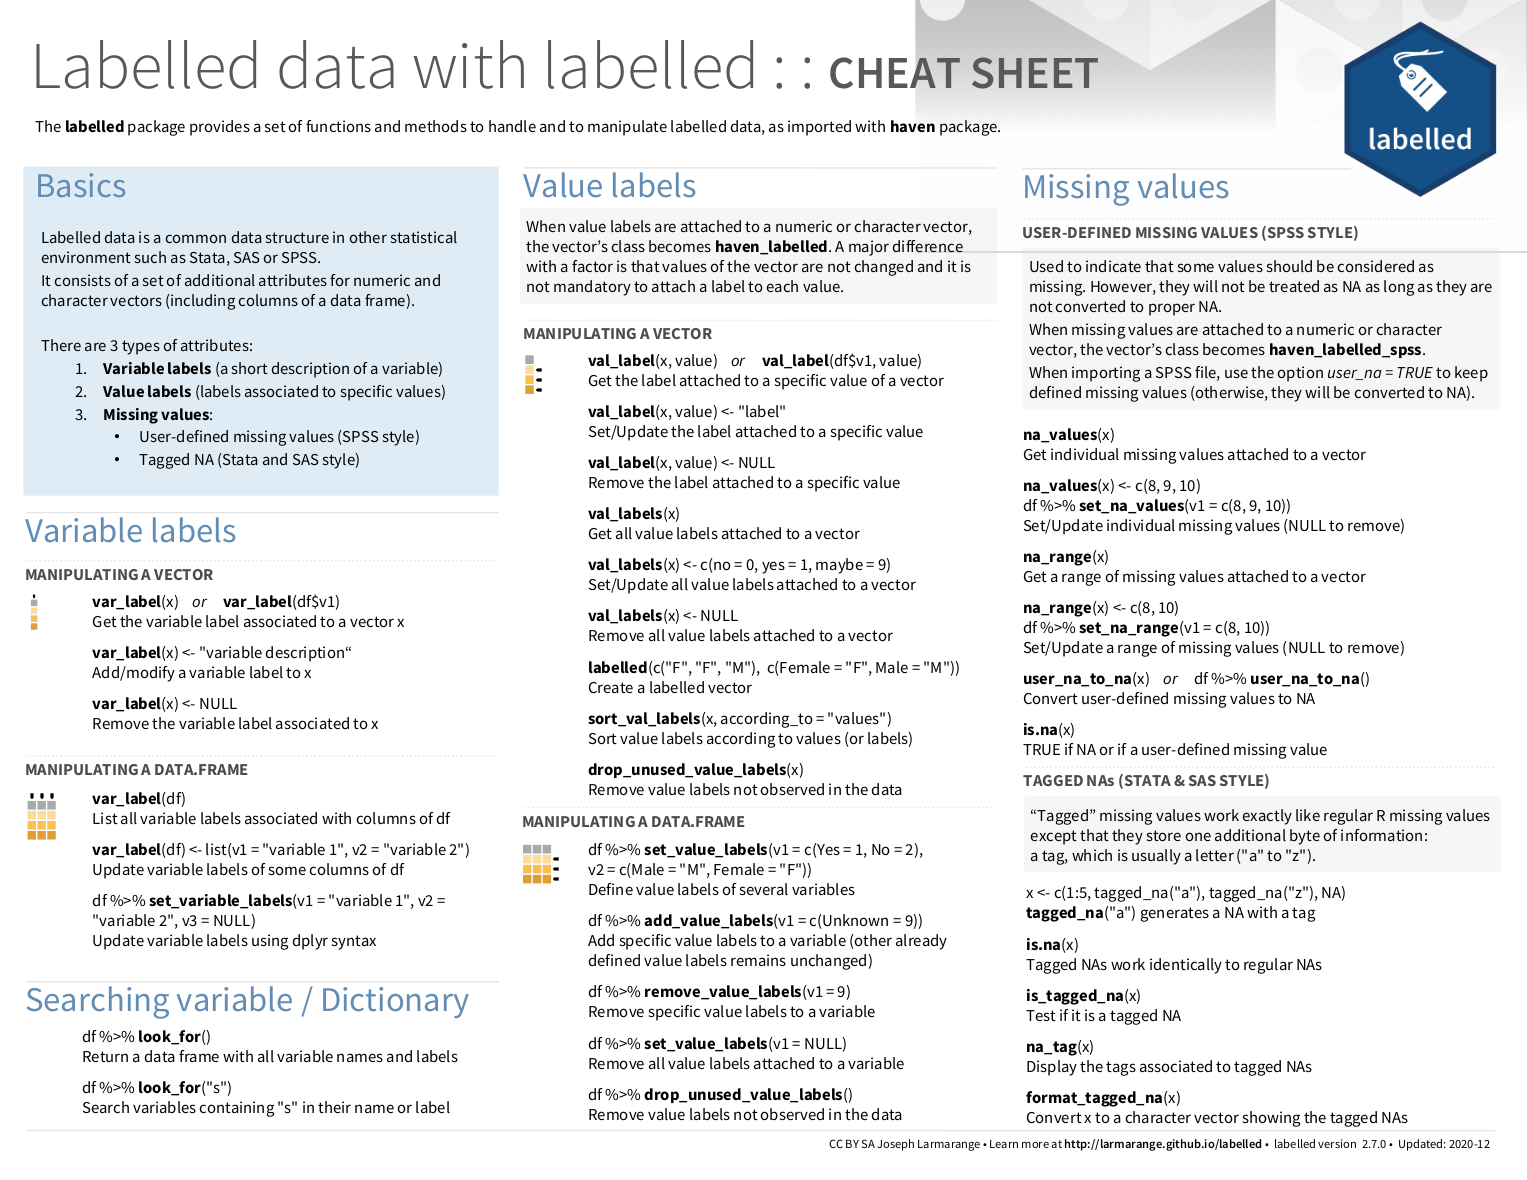 Labelled data with labelled : : CHEAT SHEET
The labelled package provides a set of functions and methods to handle and to manipulate labelled data, as imported with haven package.
labelled
Basics
Labelled data is a common data structure in other statistical
environment such as Stata, SAS or SPSS.
It consists of a set of additional attributes for numeric and
character vectors (including columns of a data frame).
There are 3 types of attributes:
1. Variable labels (a short description of a variable)
2. Value labels (labels associated to specific values)
3. Missing values:
• User-defined missing values (SPSS style)
• Tagged NA (Stata and SAS style)
Variable labels
MANIPULATING A VECTOR
var_label(x) or var_label(df$v1)
Get the variable label associated to a vector x
var_label(x) <- "variable description“
Add/modify a variable label to x
var_label(x) <- NULL
Remove the variable label associated to x
MANIPULATING A DATA.FRAME
var_label(df)
List all variable labels associated with columns of df
var_label(df) <- list(v1 = "variable 1", v2 = "variable 2")
Update variable labels of some columns of df
df %>% set_variable_labels(v1 = "variable 1", v2 =
"variable 2", v3 = NULL)
Update variable labels using dplyr syntax
Searching variable / Dictionary
df %>% look_for()
Return a data frame with all variable names and labels
df %>% look_for("s")
Search variables containing "s" in their name or label
Value labels
When value labels are attached to a numeric or character vector,
the vector’s class becomes haven_labelled. A major difference
with a factor is that values of the vector are not changed and it is
not mandatory to attach a label to each value.
MANIPULATING A VECTOR
val_label(x, value) or val_label(df$v1, value)
Get the label attached to a specific value of a vector
val_label(x, value) <- "label"
Set/Update the label attached to a specific value
val_label(x, value) <- NULL
Remove the label attached to a specific value
val_labels(x)
Get all value labels attached to a vector
val_labels(x) <- c(no = 0, yes = 1, maybe = 9)
Set/Update all value labels attached to a vector
val_labels(x) <- NULL
Remove all value labels attached to a vector
labelled(c("F", "F", "M"), c(Female = "F", Male = "M"))
Create a labelled vector
sort_val_labels(x, according_to = "values")
Sort value labels according to values (or labels)
drop_unused_value_labels(x)
Remove value labels not observed in the data
MANIPULATING A DATA.FRAME
df %>% set_value_labels(v1 = c(Yes = 1, No = 2),
v2 = c(Male = "M", Female = "F"))
Define value labels of several variables
df %>% add_value_labels(v1 = c(Unknown = 9))
Add specific value labels to a variable (other already
defined value labels remains unchanged)
df %>% remove_value_labels(v1 = 9)
Remove specific value labels to a variable
df %>% set_value_labels(v1 = NULL)
Remove all value labels attached to a variable
df %>% drop_unused_value_labels()
Remove value labels not observed in the data
Missing values
USER-DEFINED MISSING VALUES (SPSS STYLE)
Used to indicate that some values should be considered as
missing. However, they will not be treated as NA as long as they are
not converted to proper NA.
When missing values are attached to a numeric or character
vector, the vector’s class becomes haven_labelled_spss.
When importing a SPSS file, use the option user_na = TRUE to keep
defined missing values (otherwise, they will be converted to NA).
na_values(x)
Get individual missing values attached to a vector
na_values(x) <- c(8, 9, 10)
df %>% set_na_values(v1 = c(8, 9, 10))
Set/Update individual missing values (NULL to remove)
na_range(x)
Get a range of missing values attached to a vector
na_range(x) <- c(8, 10)
df %>% set_na_range(v1 = c(8, 10))
Set/Update a range of missing values (NULL to remove)
user_na_to_na(x) or df %>% user_na_to_na()
Convert user-defined missing values to NA
is.na(x)
TRUE if NA or if a user-defined missing value
TAGGED NAs (STATA & SAS STYLE)
“Tagged” missing values work exactly like regular R missing values
except that they store one additional byte of information:
a tag, which is usually a letter ("a" to "z").
x <- c(1:5, tagged_na("a"), tagged_na("z"), NA)
tagged_na("a") generates a NA with a tag
is.na(x)
Tagged NAs work identically to regular NAs
is_tagged_na(x)
Test if it is a tagged NA
na_tag(x)
Display the tags associated to tagged NAs
format_tagged_na(x)
Convert x to a character vector showing the tagged NAs
CC BY SA Joseph Larmarange • Learn more at http://larmarange.github.io/labelled • labelled version 2.7.0 • Updated: 2020-12